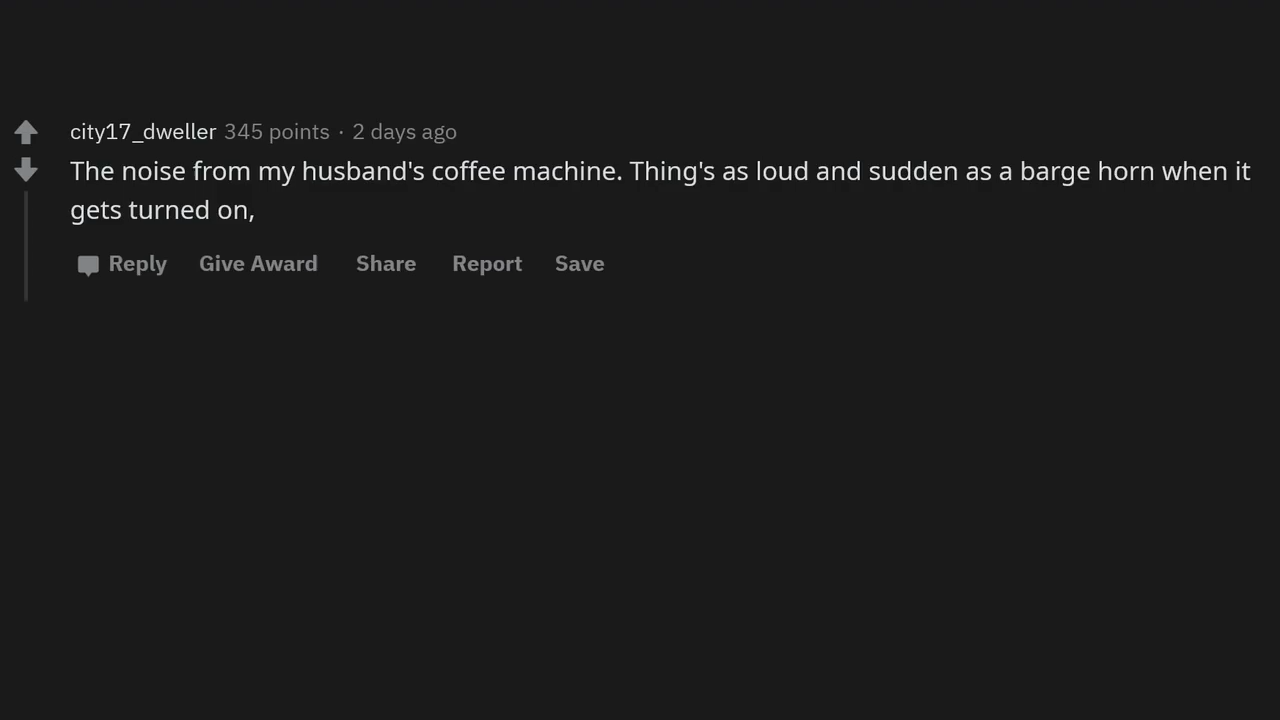 city17_dweller 345 points · 2 days ago
The noise from my husband's coffee machine. Thing's as loud and sudden as a barge horn when it
gets turned on,
Reply Give Award Share Report Save